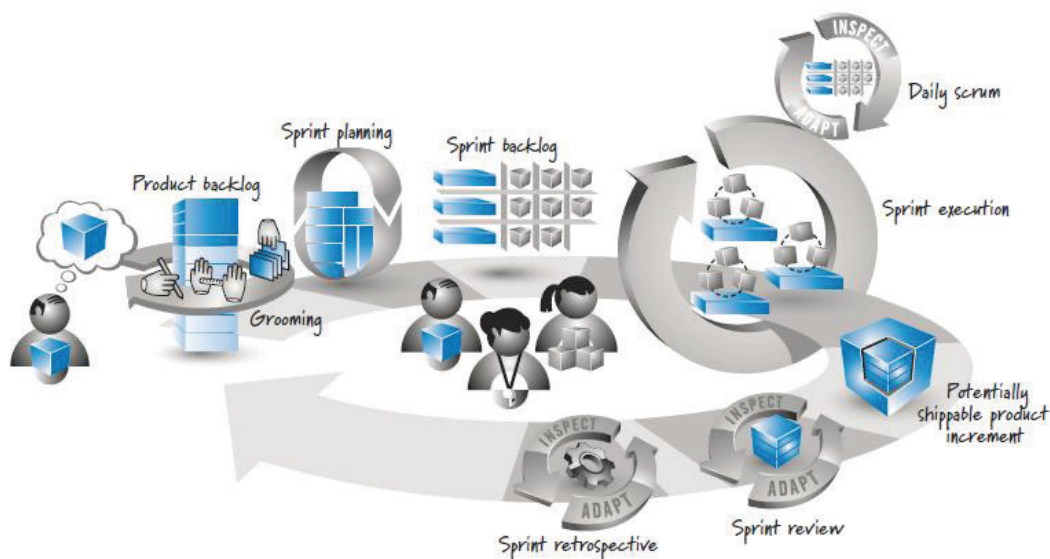 INSPECT
ADAPT
Daily scrum
Sprint planning
Sprint backlog
Product backlog
Sprint execution
Grooming
Potentially
shippable product
increment
INSPECT
ADAPT
Sprint review
INSPECT
ADAPT
Sprint retrospective